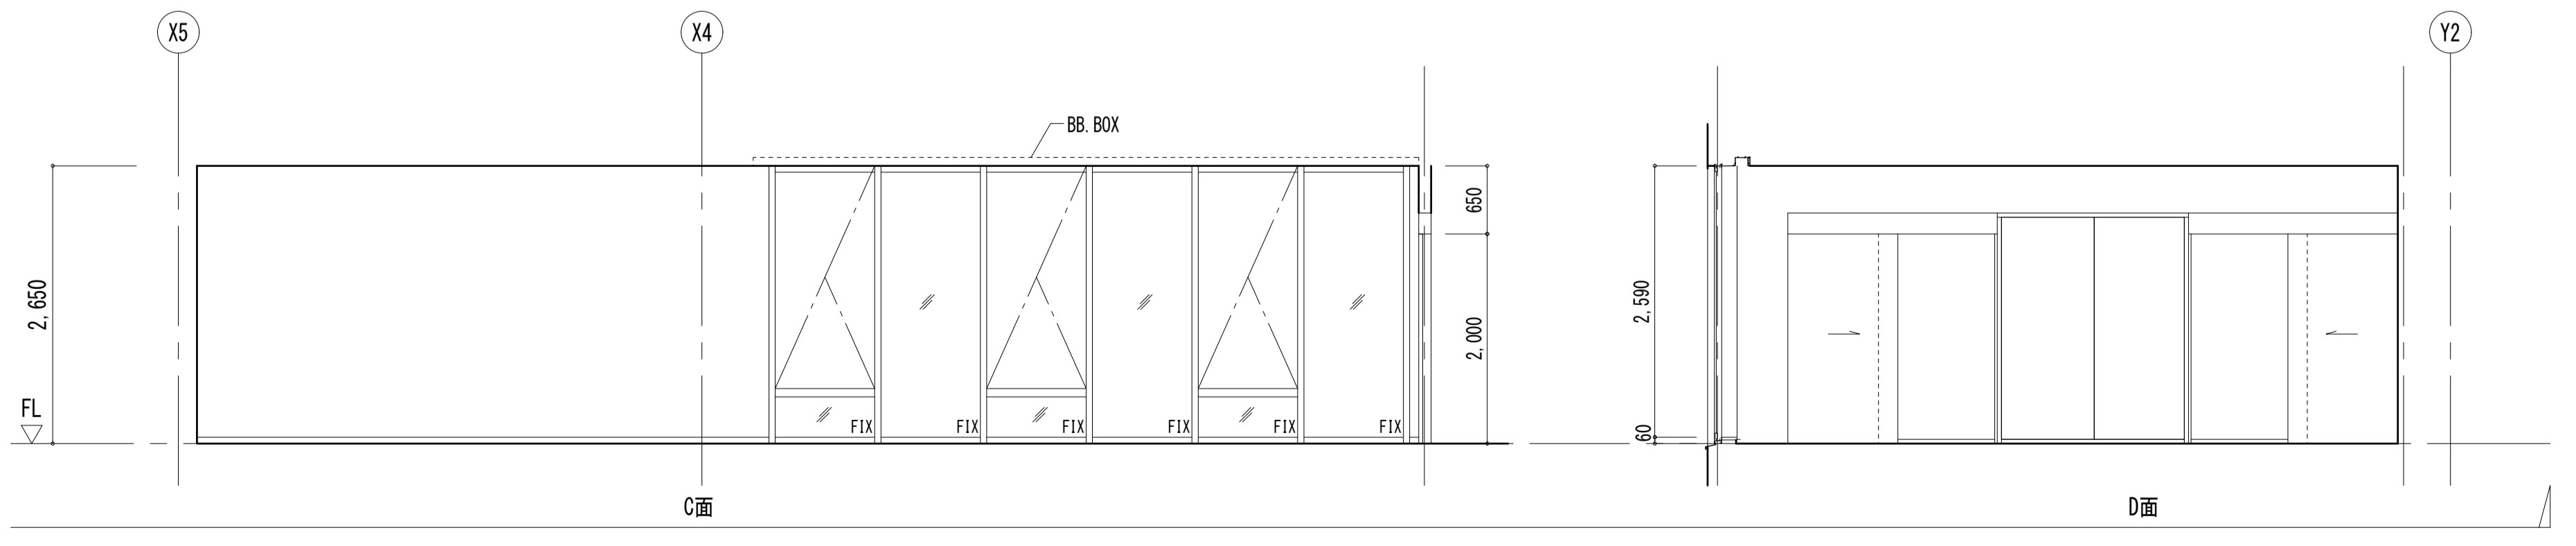 X5
X4
Y2
BB. BOX
2,650
650
2,000
2,590
60
FL
FIX
FIX
FIX
FIX
FIX
FIX
C面
D面